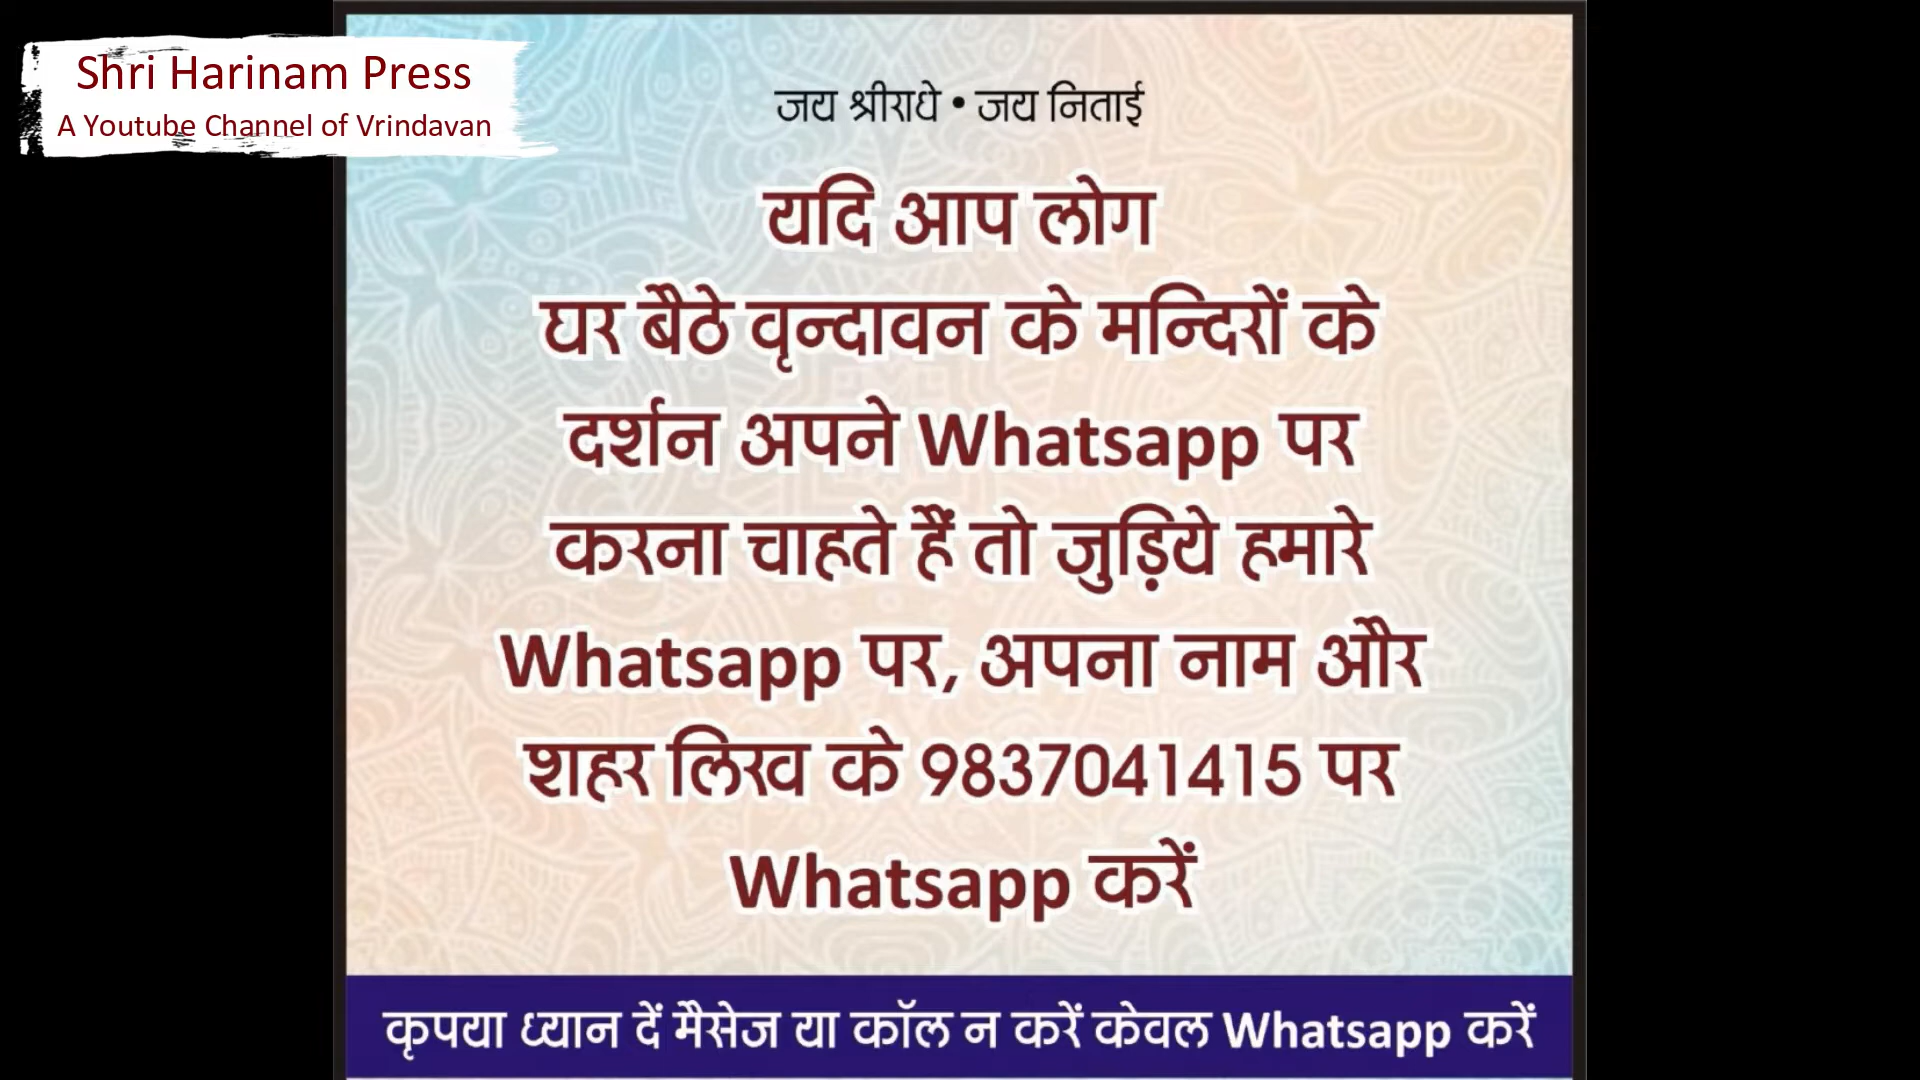 Shri Harinam Press
A Youtube Channel of Vrindavan
जय श्रीराधे • जय निताई
यदि आप लोग
घर बैठे वृन्दावन के मन्दिरों के
दर्शन अपने Whatsapp पर
करना चाहते हैं तो जुड़िये हमारे
Whatsapp पर, अपना नाम और
शहर लिख के 9837041415 पर
Whatsapp करें
कृपया ध्यान दें मैसेज या कॉल न करें केवल Whatsapp करें